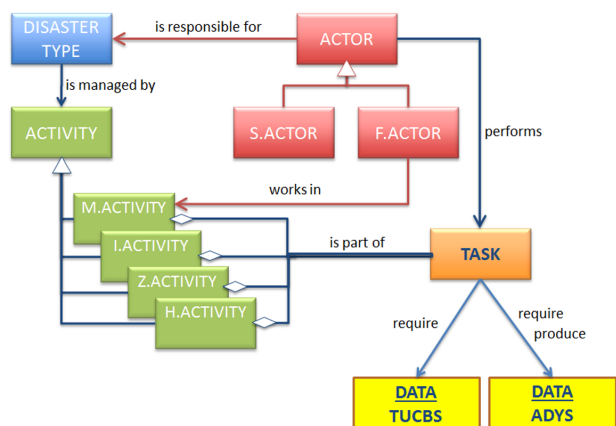 DISASTER
TYPE
is responsible for
ACTOR
is managed by
ACTIVITY
S.ACTOR
F.ACTOR
performs
works in
M.ACTIVITY
I.ACTIVITY
Z.ACTIVITY
H.ACTIVITY
is part of
TASK
require
require
produce
DATA
TUCBS
DATA
ADYS